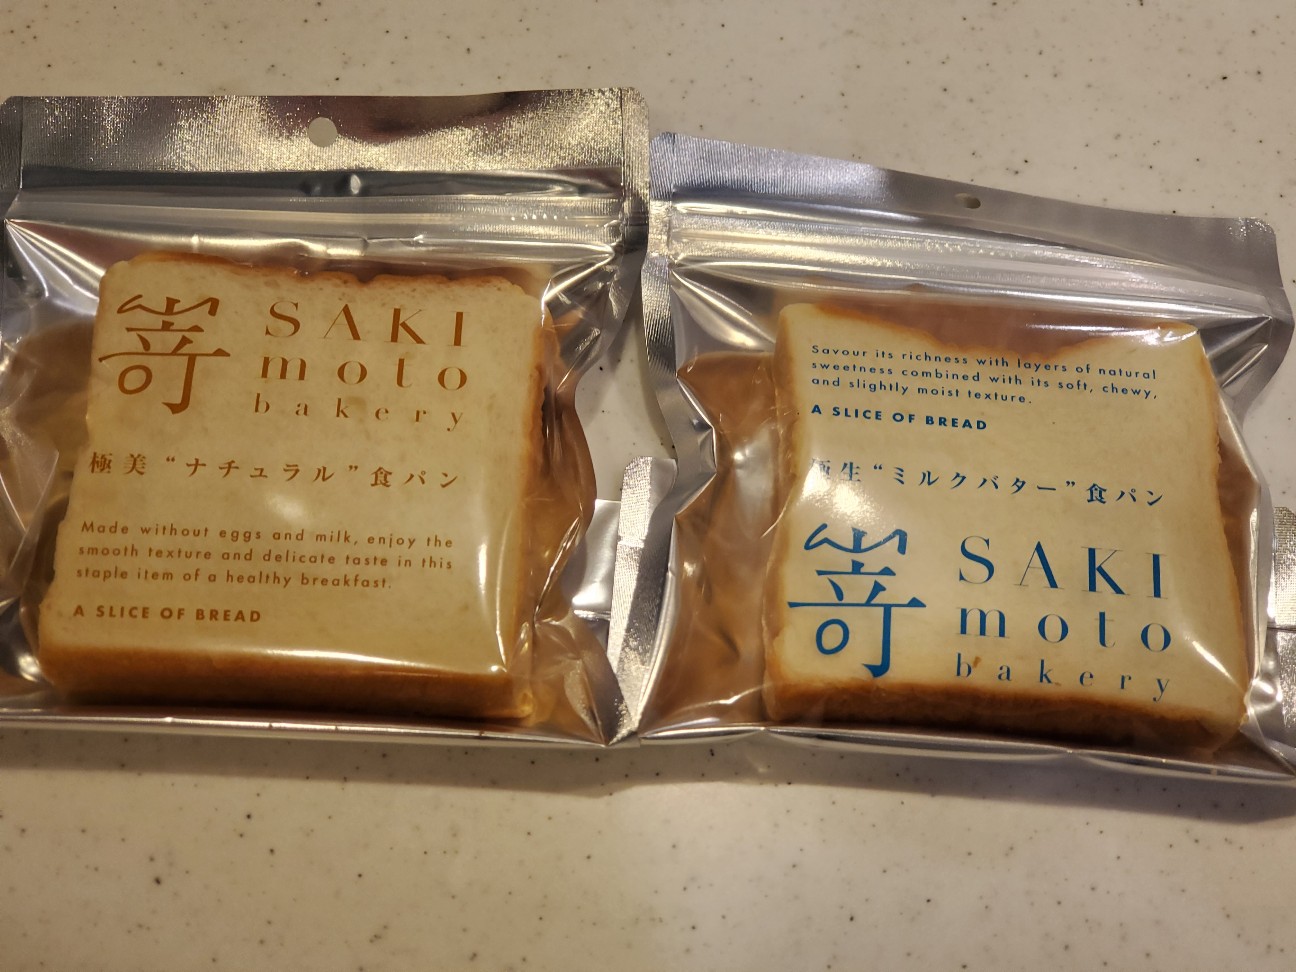 嵜
SAKI
moto
bakery
極美“ナチュラル”食パン
Made without eggs and milk, enjoy the
smooth texture and delicate taste in this
staple item of a healthy breakfast.
A SLICE OF BREAD
Savour its richness with layers of natural
sweetness combined with its soft, chewy,
and slightly moist texture.
A SLICE OF BREAD
極生“ミルクバター”食パン
嵜
SAKI
moto
bakery